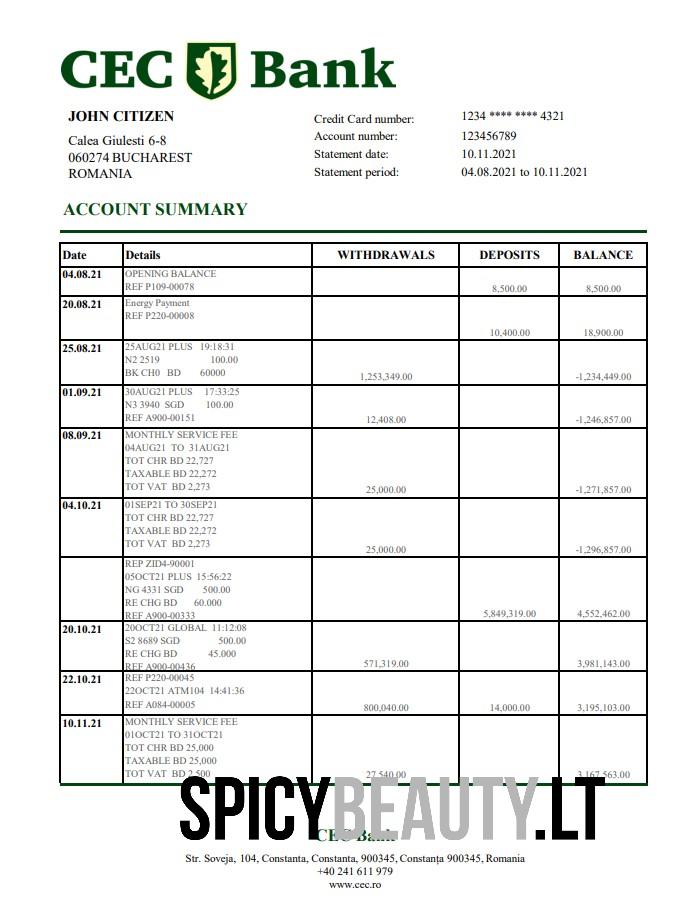 CEC Bank
JOHN CITIZEN
Calea Giulesti 6-8
060274 BUCHAREST
ROMANIA
Credit Card number: 1234 **** **** 4321
Account number: 123456789
Statement date: 10.11.2021
Statement period: 04.08.2021 to 10.11.2021
ACCOUNT SUMMARY
Date Details WITHDRAWALS DEPOSITS BALANCE
04.08.21 OPENING BALANCE
REF P109-00078 8,500.00 8,500.00
20.08.21 Energy Payment
REF P220-00008
10,400.00 18,900.00
25.08.21 25AUG21 PLUS 19:18:31
N2 2519 100.00
BK CH0 BD 60000 1,253,349.00 -1,234,449.00
01.09.21 30AUG21 PLUS 17:33:25
N3 3940 SGD 100.00
REF A900-00151 12,408.00 -1,246,857.00
08.09.21 MONTHLY SERVICE FEE
04AUG21 TO 31AUG21
TOT CHR BD 22,727
TAXABLE BD 22,272
TOT VAT BD 2,273 25,000.00 -1,271,857.00
04.10.21 01SEP21 TO 30SEP21
TOT CHR BD 22,727
TAXABLE BD 22,272
TOT VAT BD 2,273 25,000.00 -1,296,857.00
REP ZID4-90001
05OCT21 PLUS 15:56:22
NG 4331 SGD 500.00
RE CHG BD 60.000
REF A900-00333 5,849,319.00 4,552,462.00
20.10.21 20OCT21 GLOBAL 11:12:08
S2 8689 SGD 500.00
RE CHG BD 45.000
REF A900-00436 571,319.00 3,981,143.00
22.10.21 REF P220-00045
22OCT21 ATM104 14:41:36
REF A084-00005 800,040.00 14,000.00 3,195,103.00
10.11.21 MONTHLY SERVICE FEE
01OCT21 TO 31OCT21
TOT CHR BD 25,000
TAXABLE BD 25,000
TOT VAT BD 2,500 27,540.00 3,167,563.00
SPICYBEAUTY.LT
CEC Bank
Str. Soveja, 104, Constanta, Constanta, 900345, Constanța 900345, Romania
+40 241 611 979
www.cec.ro